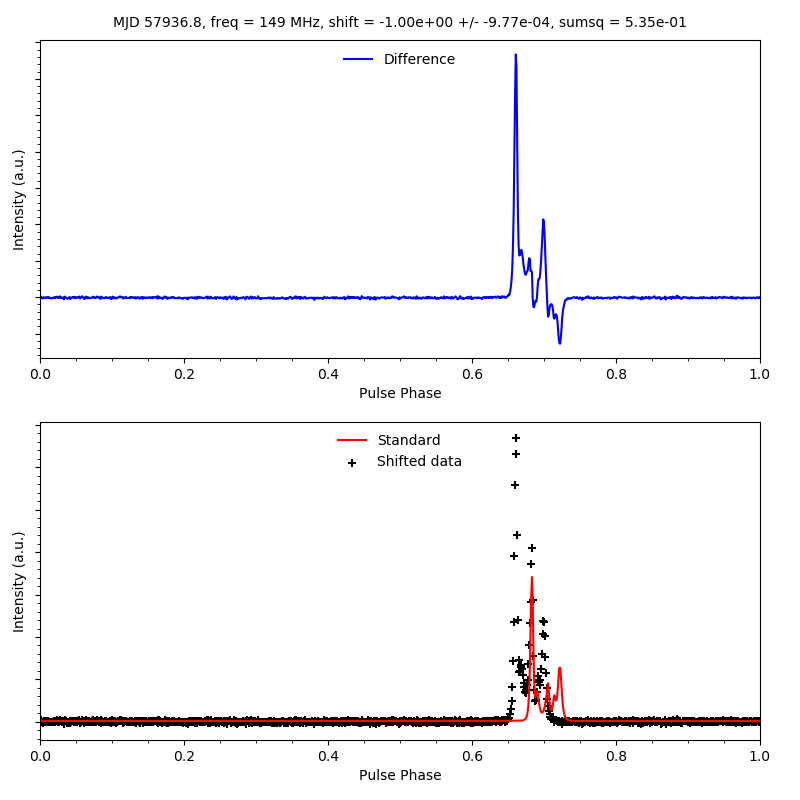 MJD 57936.8, freq = 149 MHz, shift = -1.00e+00 +/- -9.77e-04, sumsq = 5.35e-01
Difference
Intensity (a.u.)
0.0 0.2 0.4 0.6 0.8 1.0
Pulse Phase
Standard
Shifted data
Intensity (a.u.)
0.0 0.2 0.4 0.6 0.8 1.0
Pulse Phase